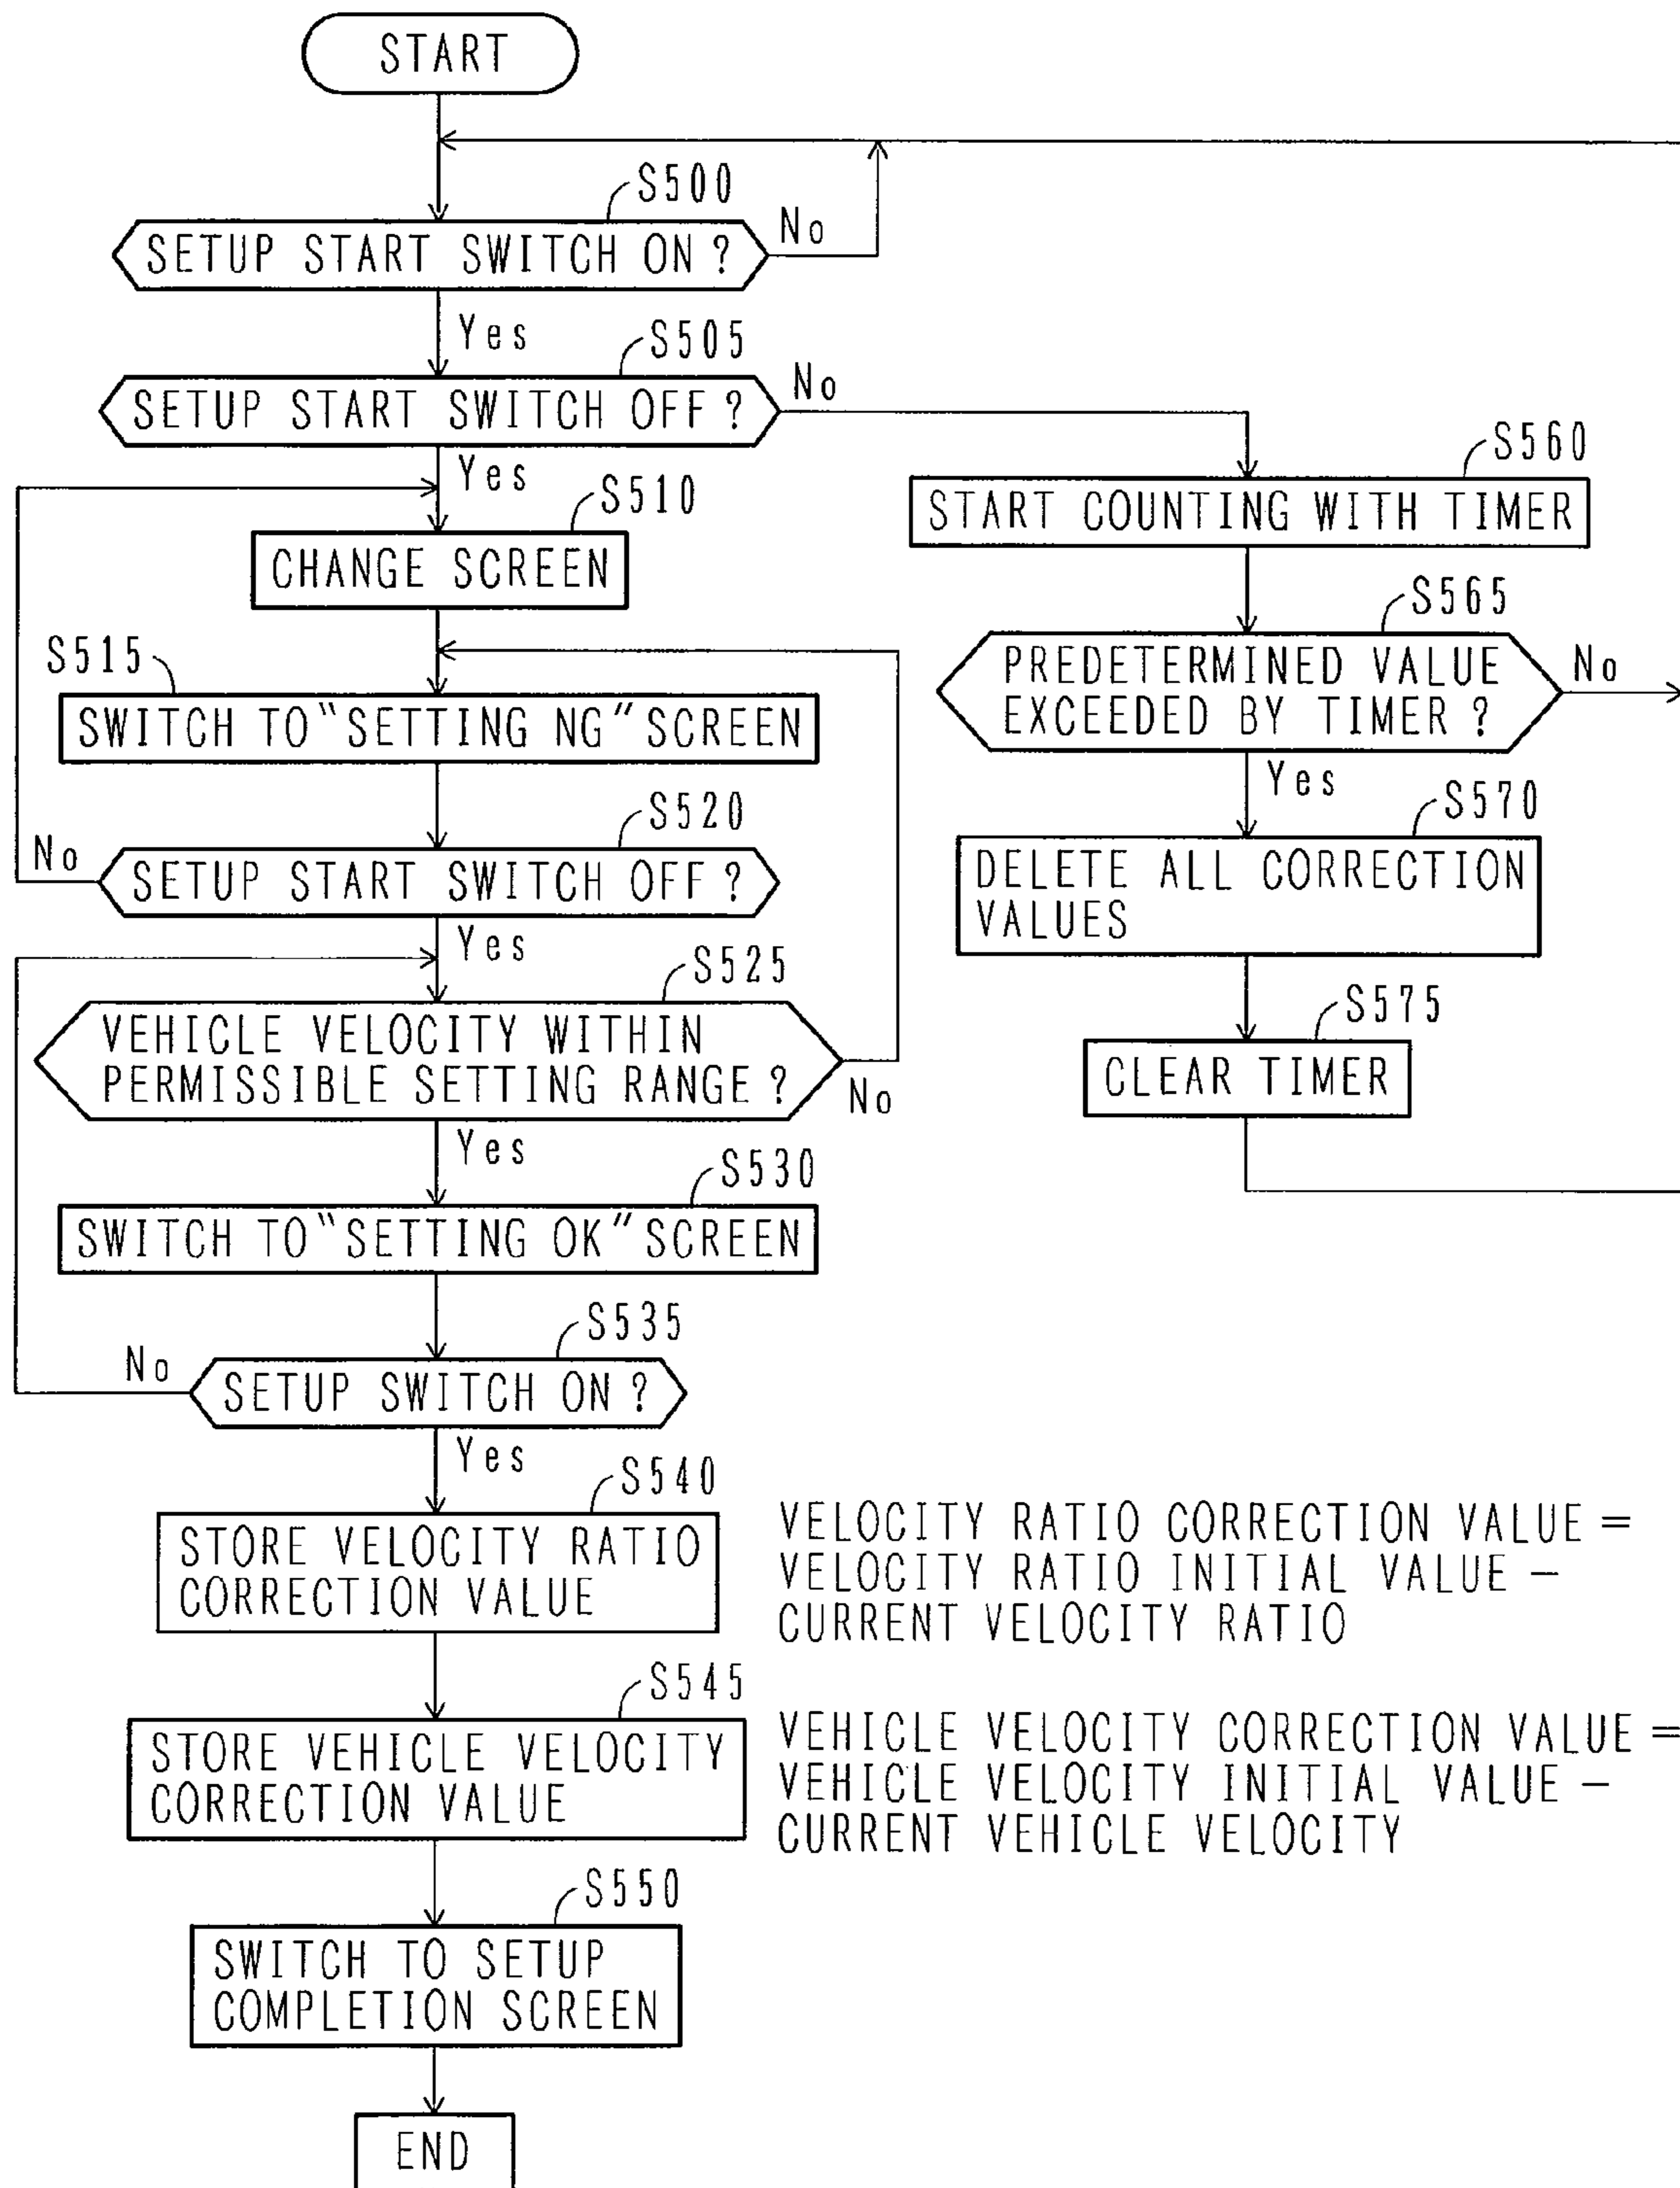 START
S500
SETUP START SWITCH ON ?
No
Yes
S505
SETUP START SWITCH OFF ?
No
Yes
S510
CHANGE SCREEN
S515
SWITCH TO "SETTING NG" SCREEN
S520
No
SETUP START SWITCH OFF ?
Yes
S525
VEHICLE VELOCITY WITHIN
PERMISSIBLE SETTING RANGE ?
No
Yes
S530
SWITCH TO "SETTING OK" SCREEN
S535
No
SETUP SWITCH ON ?
Yes
S540
STORE VELOCITY RATIO
CORRECTION VALUE
VELOCITY RATIO CORRECTION VALUE =
VELOCITY RATIO INITIAL VALUE −
CURRENT VELOCITY RATIO
S545
STORE VEHICLE VELOCITY
CORRECTION VALUE
VEHICLE VELOCITY CORRECTION VALUE =
VEHICLE VELOCITY INITIAL VALUE −
CURRENT VEHICLE VELOCITY
S550
SWITCH TO SETUP
COMPLETION SCREEN
END
S560
START COUNTING WITH TIMER
S565
PREDETERMINED VALUE
EXCEEDED BY TIMER ?
No
Yes
S570
DELETE ALL CORRECTION
VALUES
S575
CLEAR TIMER